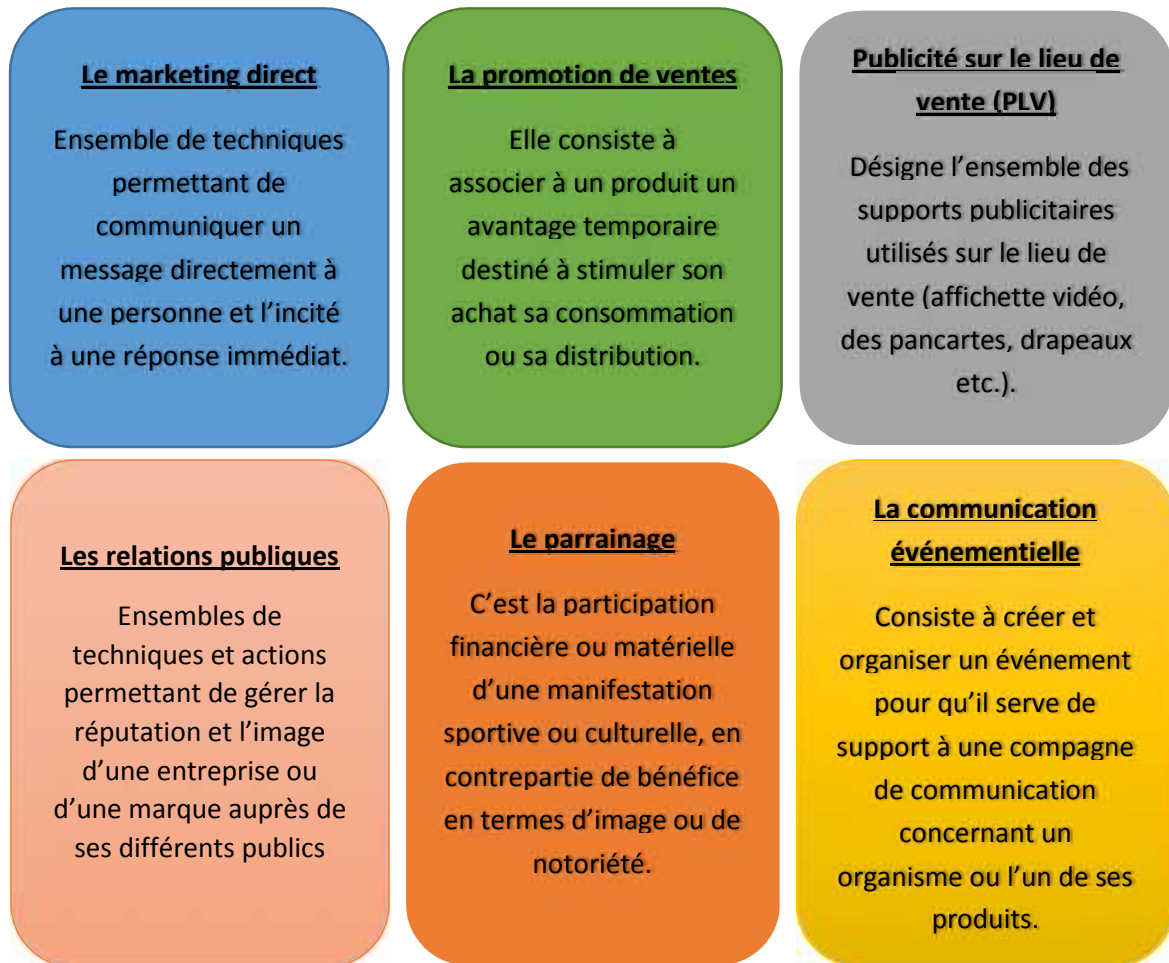 Le marketing direct
Ensemble de techniques
permettant de
communiquer un
message directement à
une personne et l’incité
à une réponse immédiat.
La promotion de ventes
Elle consiste à
associer à un produit un
avantage temporaire
destiné à stimuler son
achat sa consommation
ou sa distribution.
Publicité sur le lieu de
vente (PLV)
Désigne l’ensemble des
supports publicitaires
utilisés sur le lieu de
vente (affichette vidéo,
des pancartes, drapeaux
etc.).
Les relations publiques
Ensembles de
techniques et actions
permettant de gérer la
réputation et l’image
d’une entreprise ou
d’une marque auprès de
ses différents publics
Le parrainage
C’est la participation
financière ou matérielle
d’une manifestation
sportive ou culturelle, en
contrepartie de bénéfice
en termes d’image ou de
notoriété.
La communication
événementielle
Consiste à créer et
organiser un événement
pour qu’il serve de
support à une compagne
de communication
concernant un
organisme ou l’un de ses
produits.